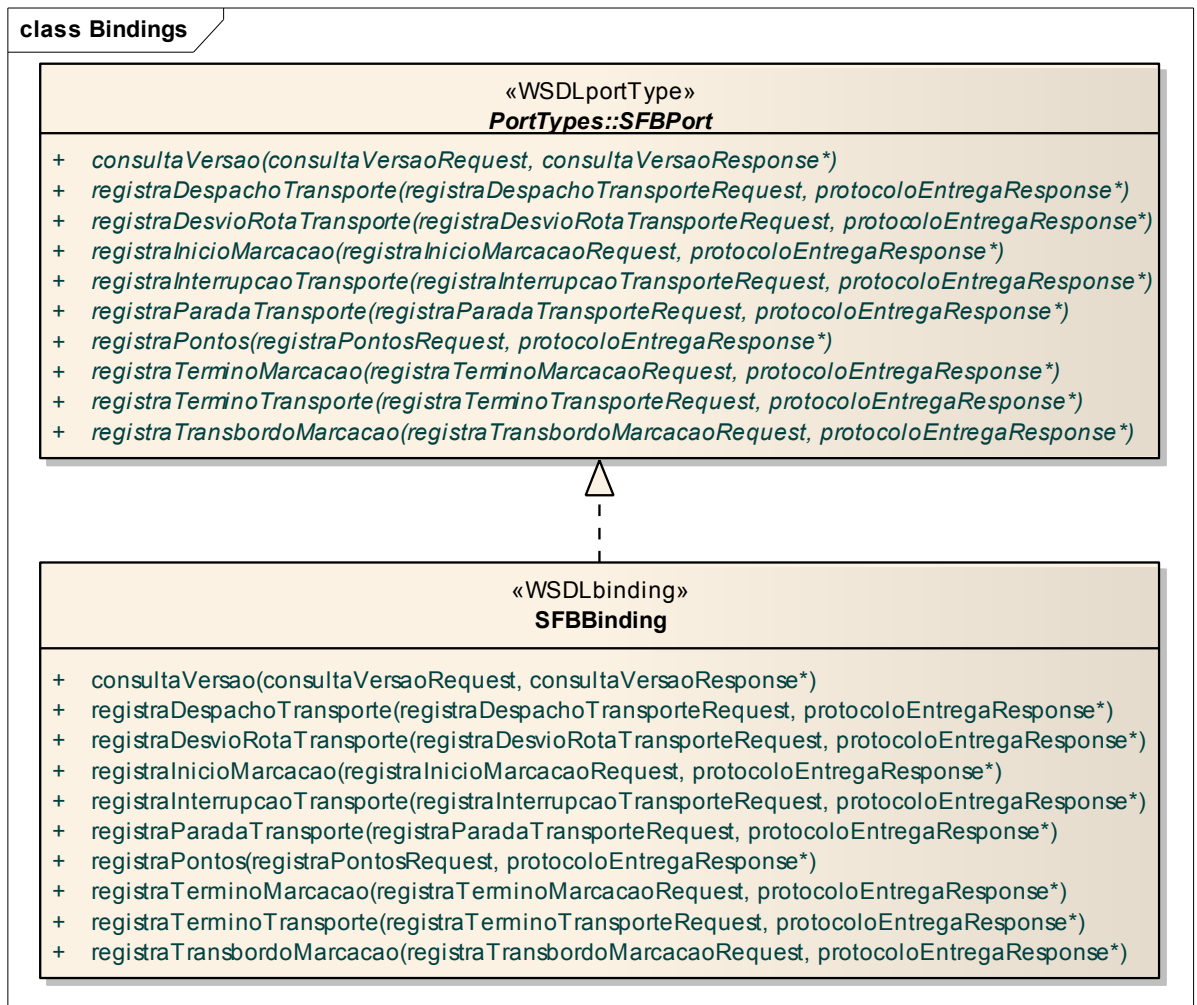 class Bindings
«WSDLportType»
PortTypes::SFBPort
+ consultaVersao(consultaVersaoRequest, consultaVersaoResponse*)
+ registraDespachoTransporte(registraDespachoTransporteRequest, protocoloEntregaResponse*)
+ registraDesvioRotaTransporte(registraDesvioRotaTransporteRequest, protocoloEntregaResponse*)
+ registraInicioMarcacao(registraInicioMarcacaoRequest, protocoloEntregaResponse*)
+ registraInterrupcaoTransporte(registraInterrupcaoTransporteRequest, protocoloEntregaResponse*)
+ registraParadaTransporte(registraParadaTransporteRequest, protocoloEntregaResponse*)
+ registraPontos(registraPontosRequest, protocoloEntregaResponse*)
+ registraTerminoMarcacao(registraTerminoMarcacaoRequest, protocoloEntregaResponse*)
+ registraTerminoTransporte(registraTerminoTransporteRequest, protocoloEntregaResponse*)
+ registraTransbordoMarcacao(registraTransbordoMarcacaoRequest, protocoloEntregaResponse*)
«WSDLbinding»
SFBBinding
+ consultaVersao(consultaVersaoRequest, consultaVersaoResponse*)
+ registraDespachoTransporte(registraDespachoTransporteRequest, protocoloEntregaResponse*)
+ registraDesvioRotaTransporte(registraDesvioRotaTransporteRequest, protocoloEntregaResponse*)
+ registraInicioMarcacao(registraInicioMarcacaoRequest, protocoloEntregaResponse*)
+ registraInterrupcaoTransporte(registraInterrupcaoTransporteRequest, protocoloEntregaResponse*)
+ registraParadaTransporte(registraParadaTransporteRequest, protocoloEntregaResponse*)
+ registraPontos(registraPontosRequest, protocoloEntregaResponse*)
+ registraTerminoMarcacao(registraTerminoMarcacaoRequest, protocoloEntregaResponse*)
+ registraTerminoTransporte(registraTerminoTransporteRequest, protocoloEntregaResponse*)
+ registraTransbordoMarcacao(registraTransbordoMarcacaoRequest, protocoloEntregaResponse*)